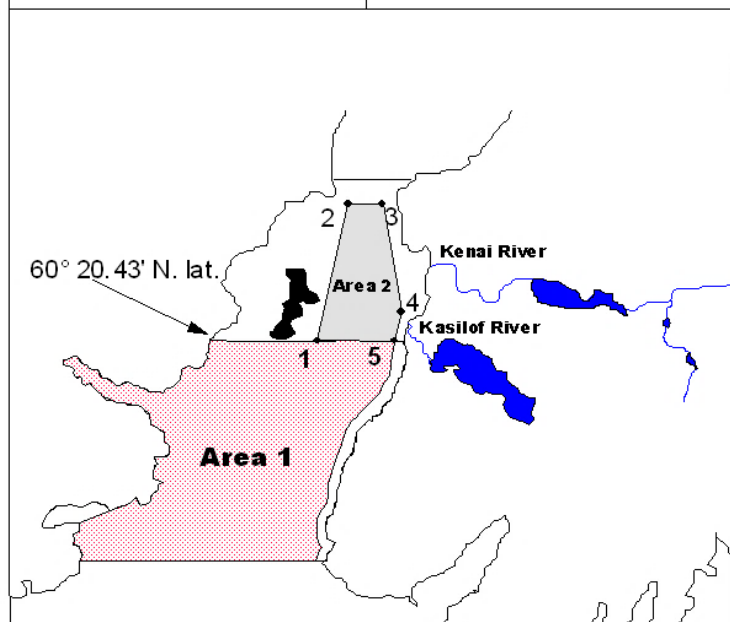 2
3
Kenai River
60° 20.43' N. lat.
Area 2
4
Kasilof River
1
5
Area 1